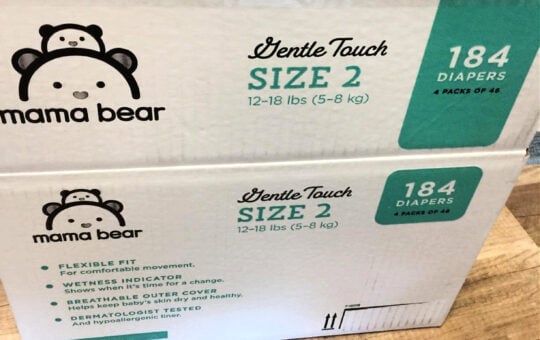 mama bear
Gentle Touch
SIZE 2
12-18 lbs (5-8 kg)
184
DIAPERS
4 PACKS OF 46
mama bear
Gentle Touch
SIZE 2
12-18 lbs (5-8 kg)
184
DIAPERS
4 PACKS OF 46
• FLEXIBLE FIT
For comfortable movement.
• WETNESS INDICATOR
Shows when it's time for a change.
• BREATHABLE OUTER COVER
Helps keep baby's skin dry and healthy.
• DERMATOLOGIST TESTED
And hypoallergenic liner.